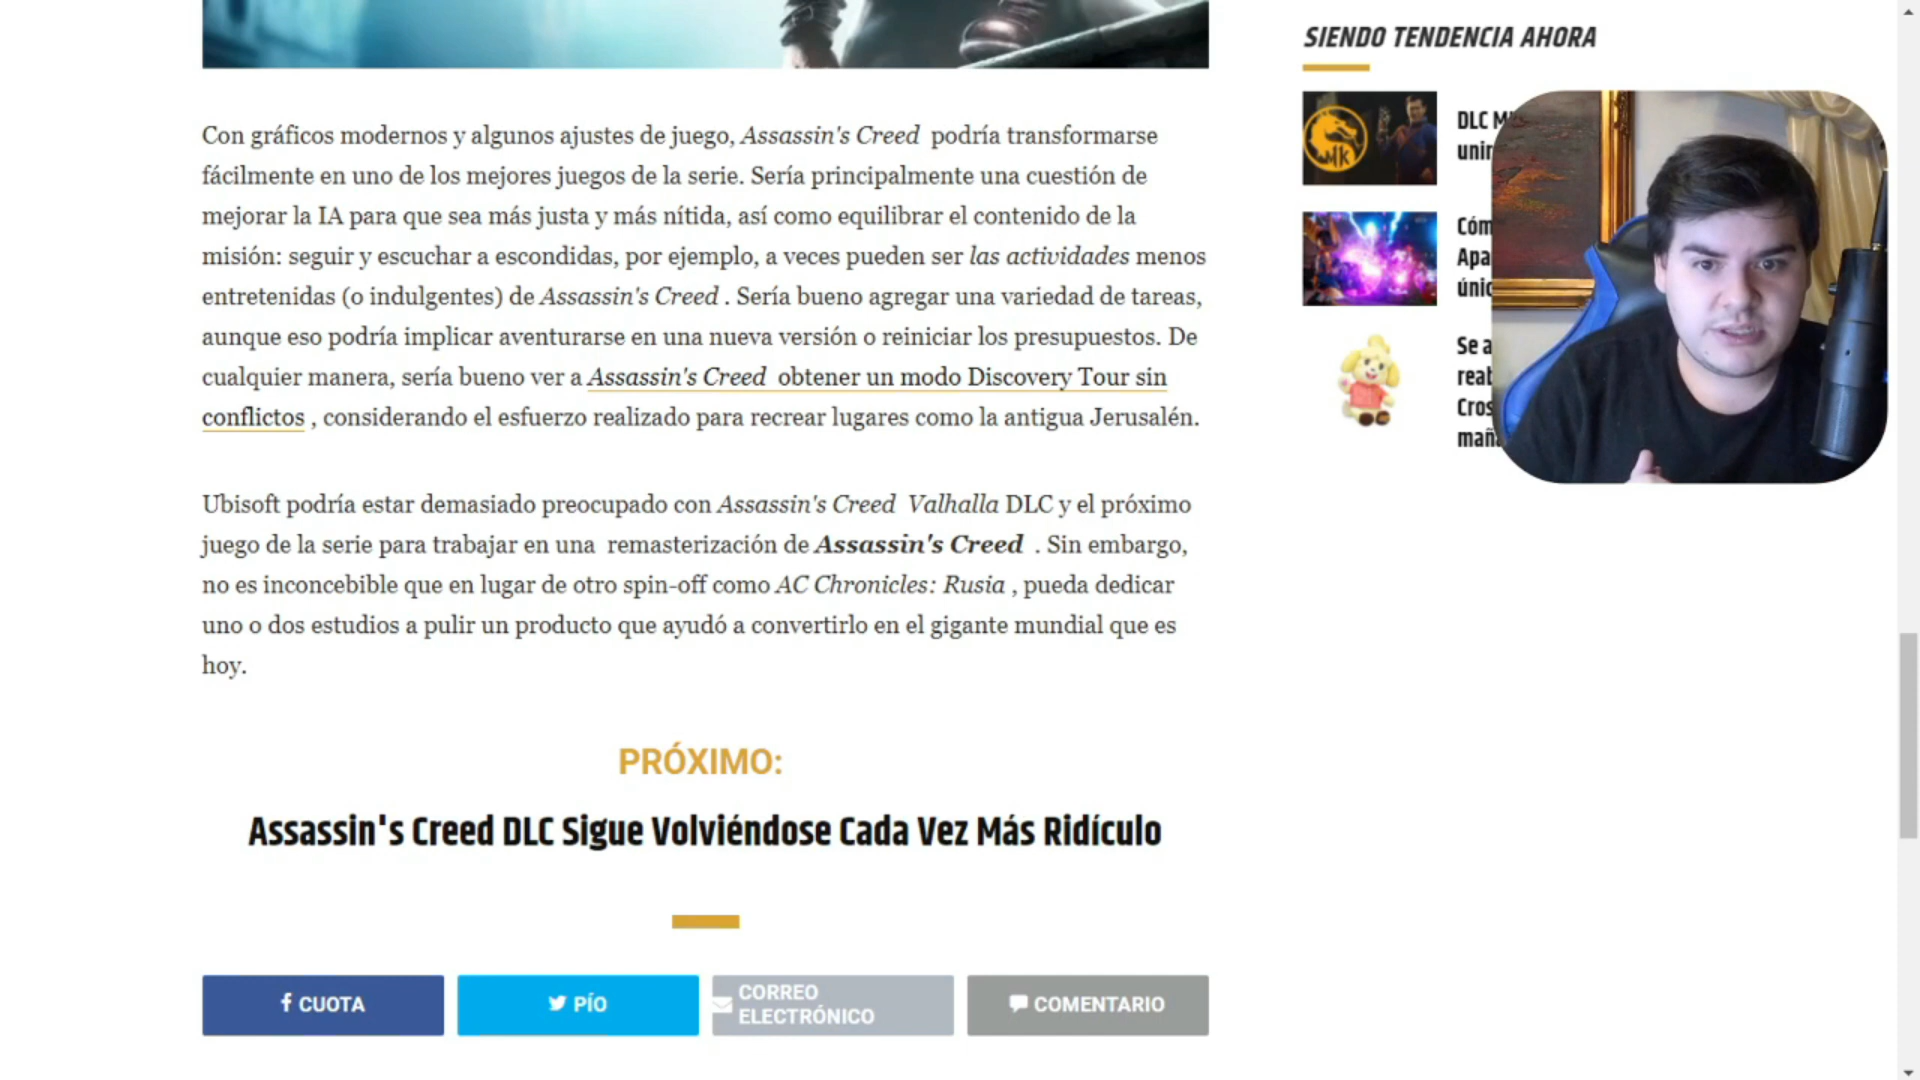 SIENDO TENDENCIA AHORA
Con gráficos modernos y algunos ajustes de juego, Assassin's Creed podría transformarse
fácilmente en uno de los mejores juegos de la serie. Sería principalmente una cuestión de
mejorar la IA para que sea más justa y más nítida, así como equilibrar el contenido de la
misión: seguir y escuchar a escondidas, por ejemplo, a veces pueden ser las actividades menos
entretenidas (o indulgentes) de Assassin's Creed . Sería bueno agregar una variedad de tareas,
aunque eso podría implicar aventurarse en una nueva versión o reiniciar los presupuestos. De
cualquier manera, sería bueno ver a Assassin's Creed obtener un modo Discovery Tour sin
conflictos , considerando el esfuerzo realizado para recrear lugares como la antigua Jerusalén.
Ubisoft podría estar demasiado preocupado con Assassin's Creed Valhalla DLC y el próximo
juego de la serie para trabajar en una remasterización de Assassin's Creed . Sin embargo,
no es inconcebible que en lugar de otro spin-off como AC Chronicles: Rusia , pueda dedicar
uno o dos estudios a pulir un producto que ayudó a convertirlo en el gigante mundial que es
hoy.
PRÓXIMO:
Assassin's Creed DLC Sigue Volviéndose Cada Vez Más Ridículo
CUOTA
PÍO
CORREO
ELECTRÓNICO
COMENTARIO
MK
DLC
Se